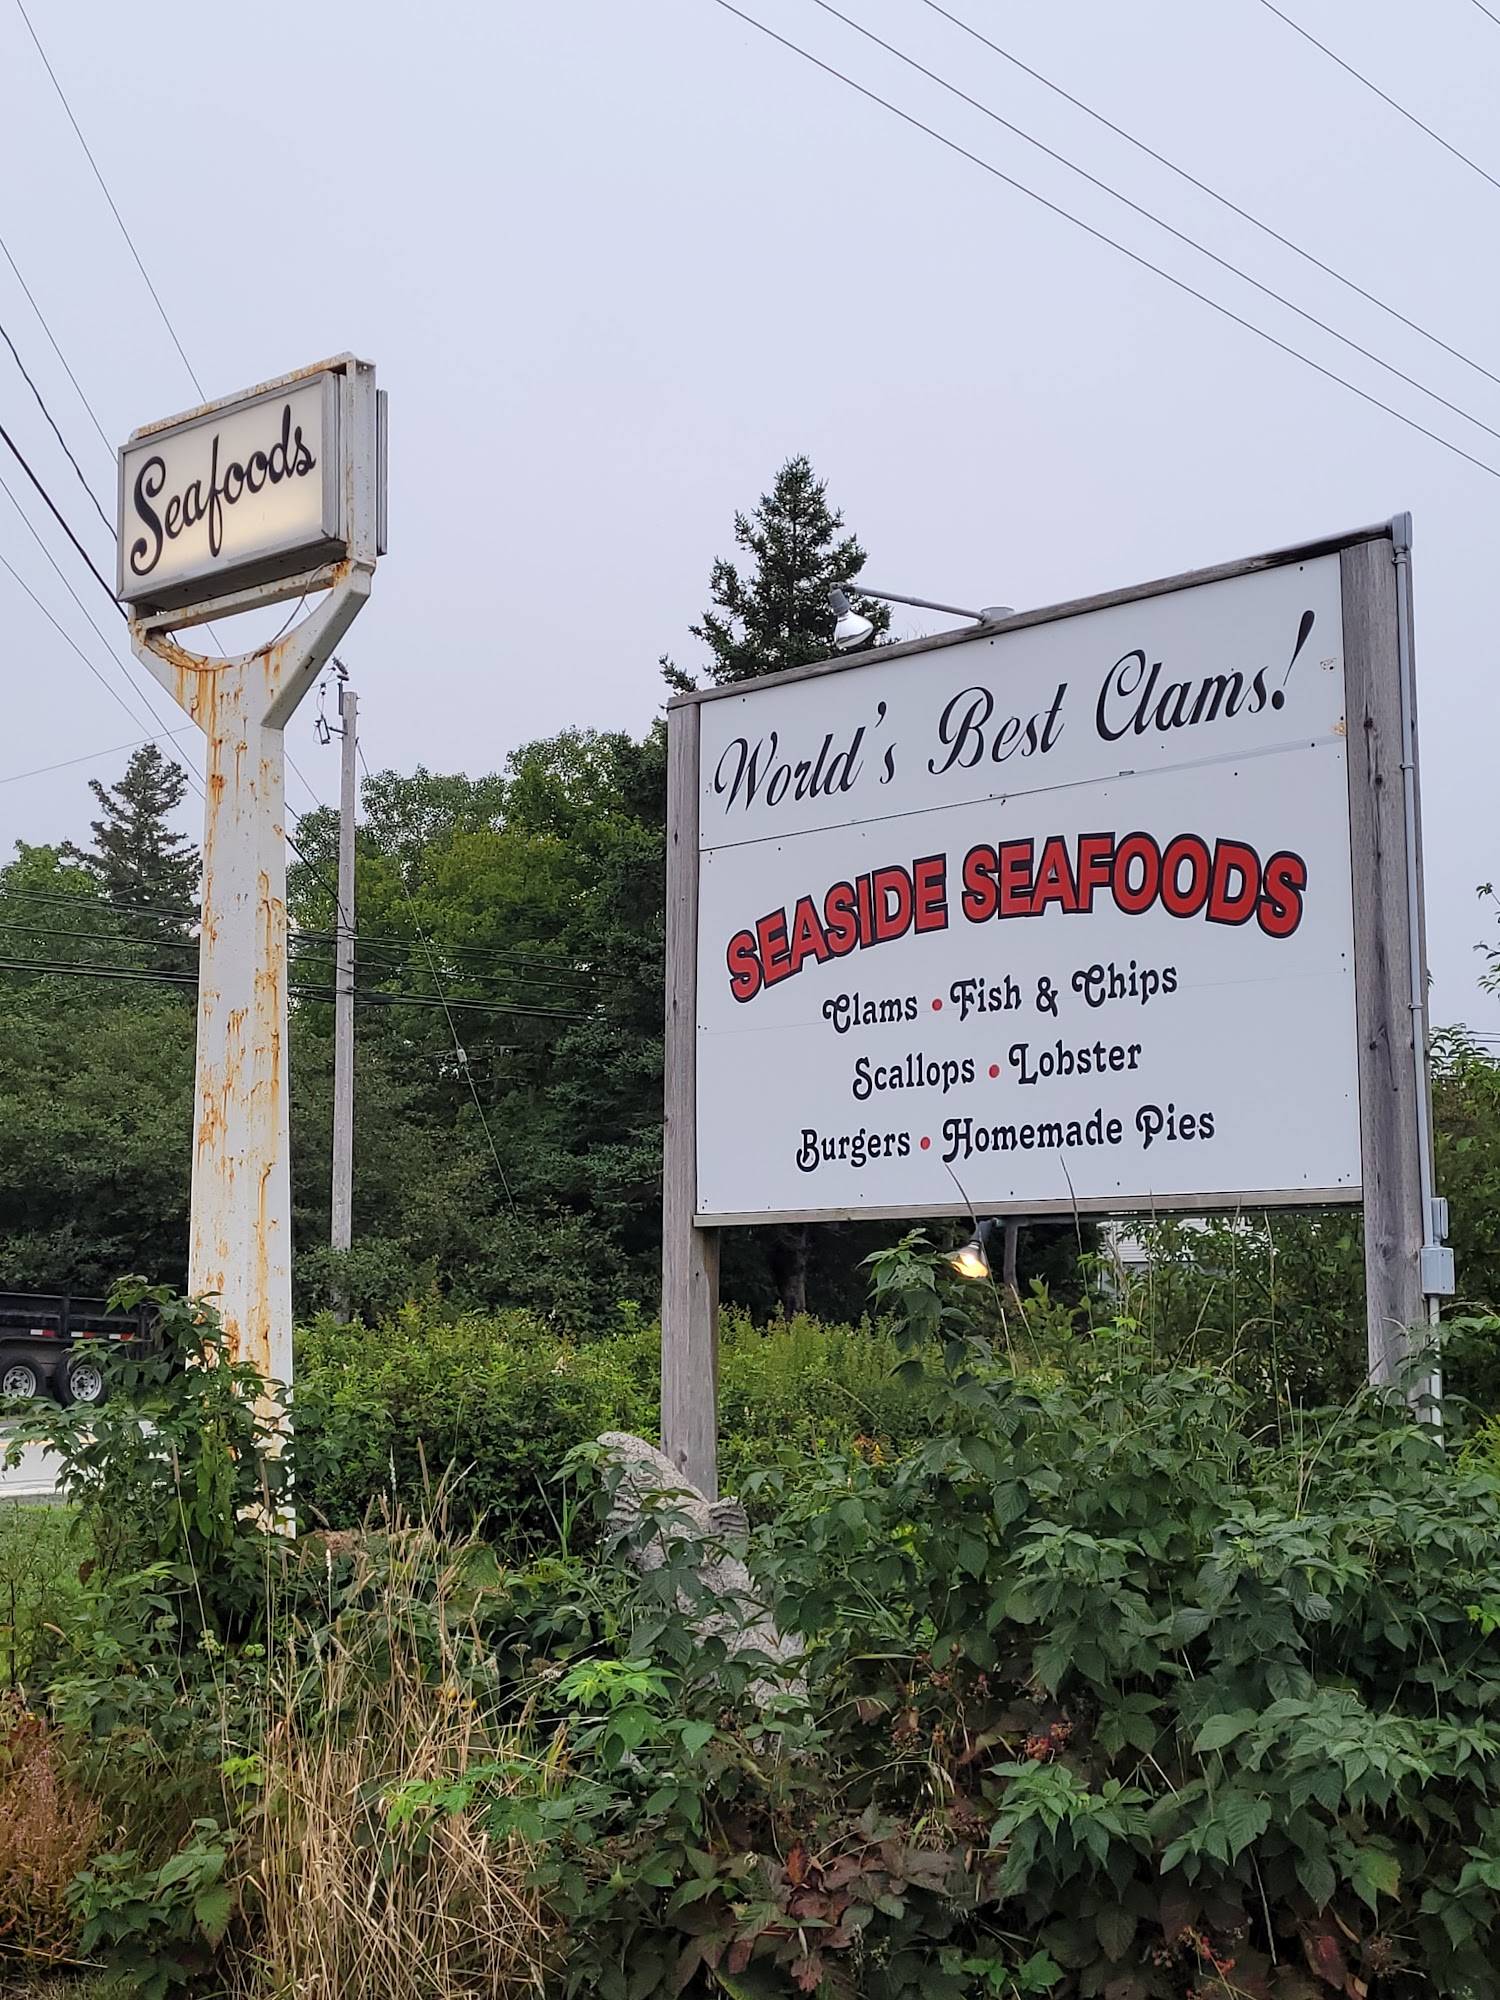 Seafoods
World's Best Clams!
SEASIDE SEAFOODS
Clams • Fish & Chips
Scallops • Lobster
Burgers • Homemade Pies